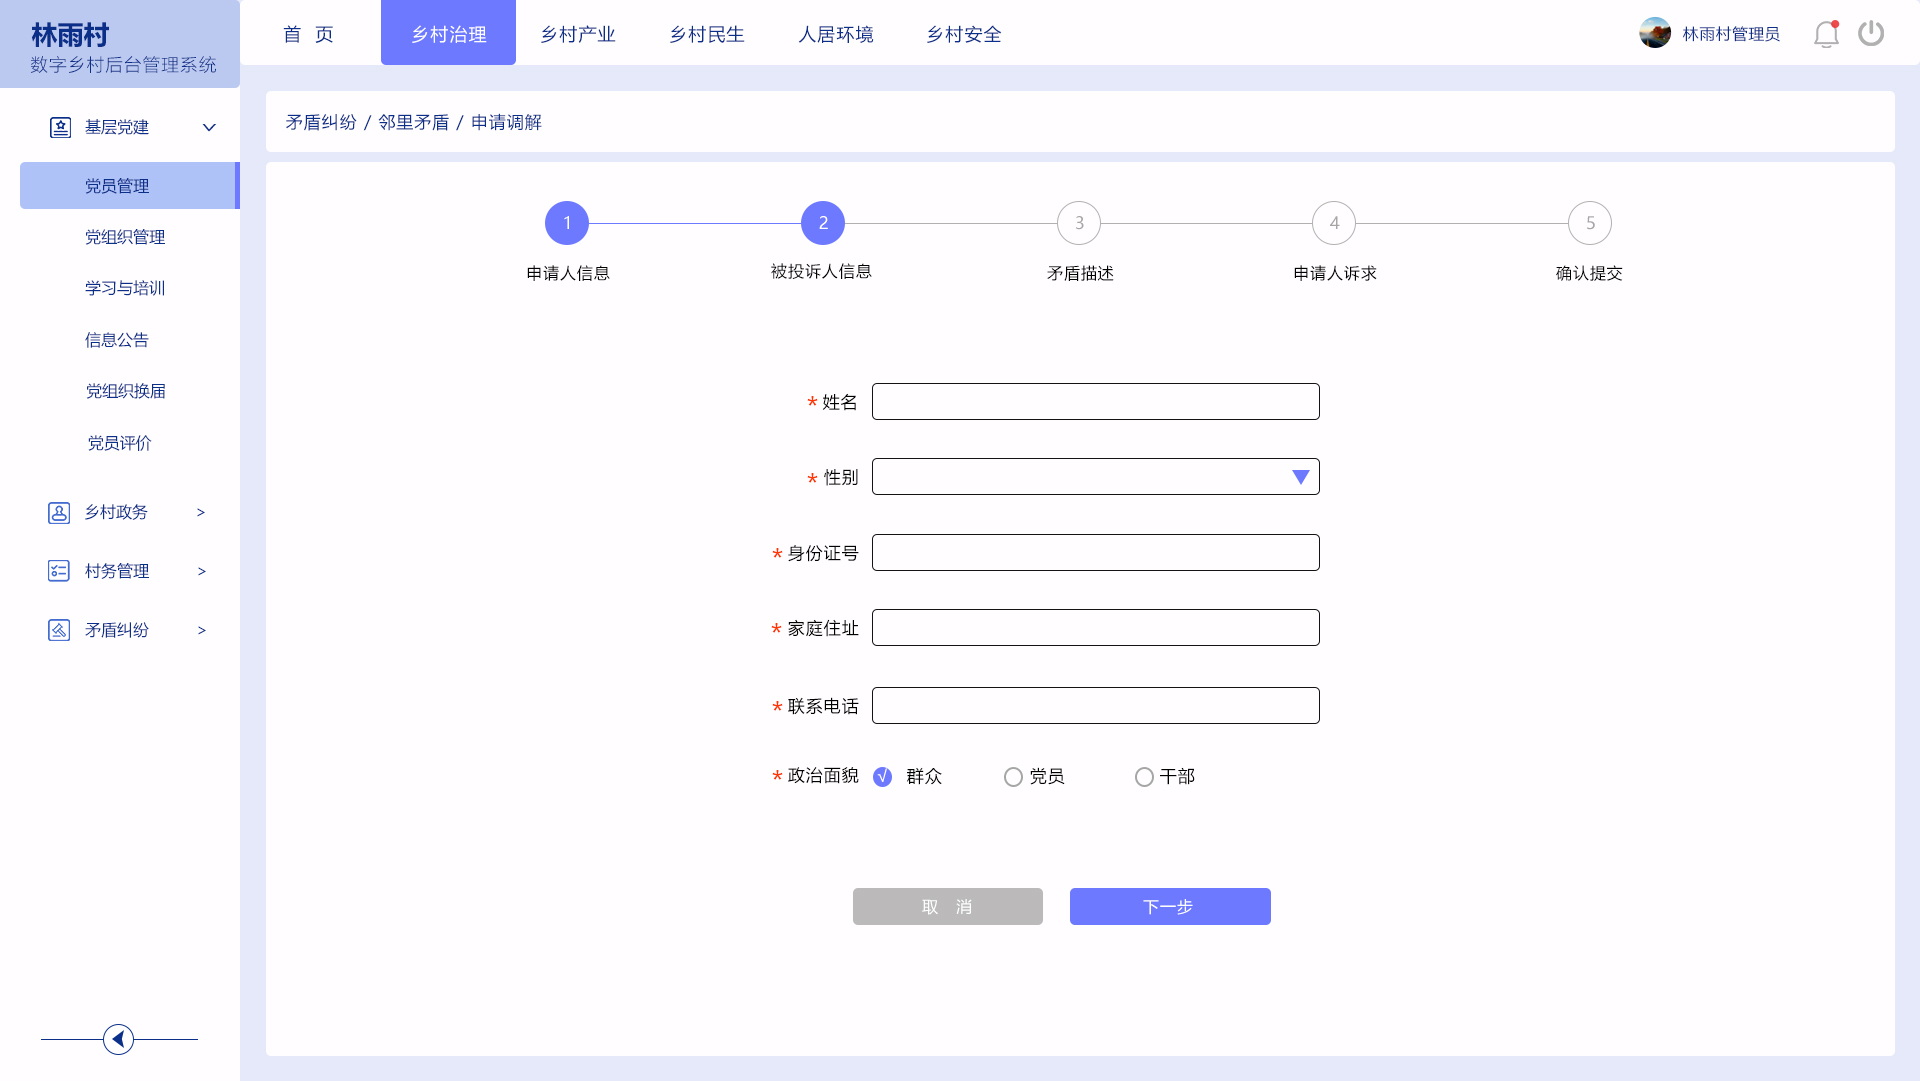 林雨村
数字乡村后台管理系统
首 页
乡村治理
乡村产业
乡村民生
人居环境
乡村安全
林雨村管理员
基层党建
党员管理
党组织管理
学习与培训
信息公告
党组织换届
党员评价
乡村政务 >
村务管理 >
矛盾纠纷 >
矛盾纠纷 / 邻里矛盾 / 申请调解
1
2
3
4
5
申请人信息
被投诉人信息
矛盾描述
申请人诉求
确认提交
* 姓名
* 性别
* 身份证号
* 家庭住址
* 联系电话
* 政治面貌 √ 群众 党员 干部
取 消
下一步